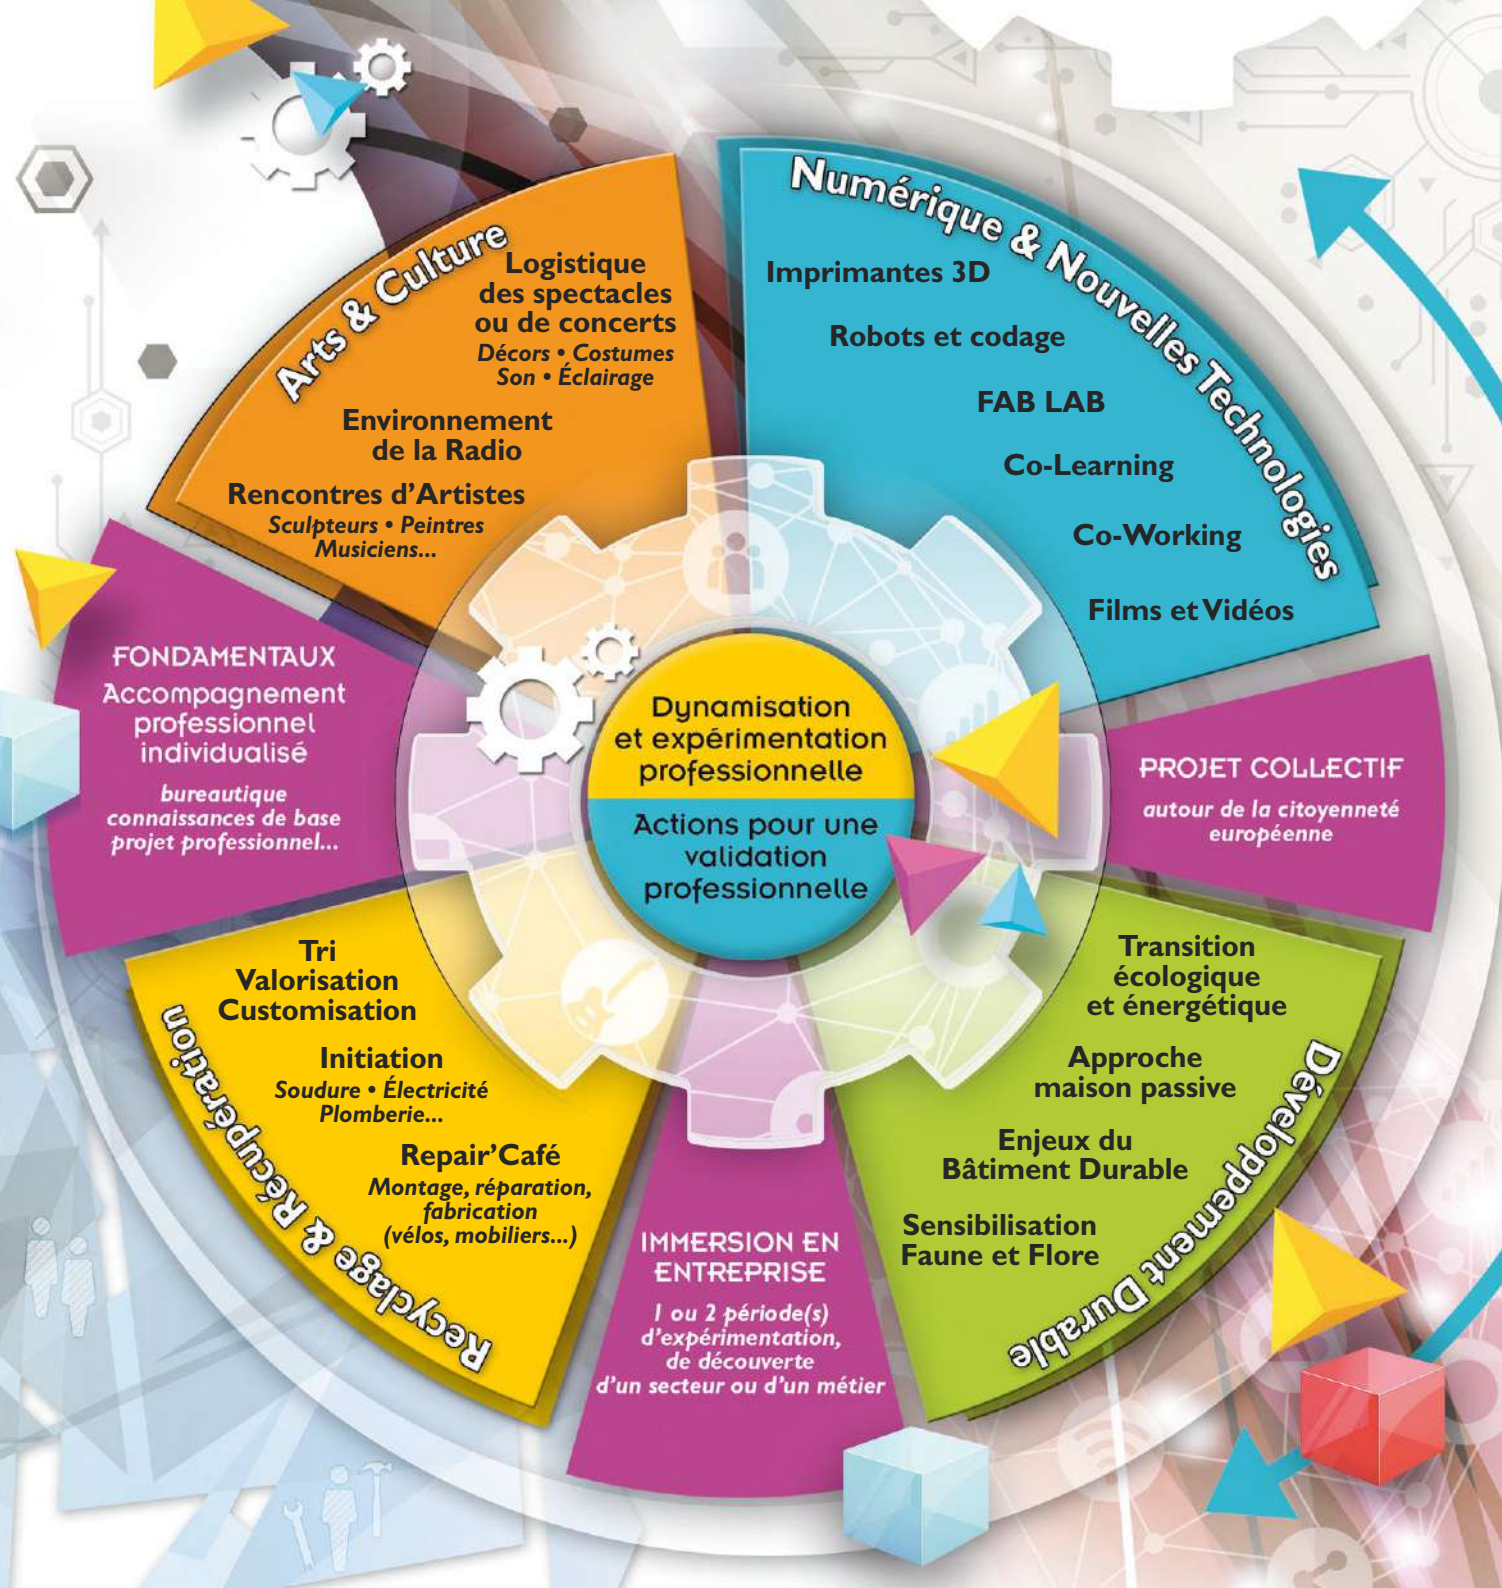 Arts & Culture
Logistique
des spectacles
ou de concerts
Décors • Costumes
Son • Éclairage
Environnement
de la Radio
Rencontres d'Artistes
Sculpteurs • Peintres
Musiciens...
Numérique & Nouvelles Technologies
Imprimantes 3D
Robots et codage
FAB LAB
Co-Learning
Co-Working
Films et Vidéos
FONDAMENTAUX
Accompagnement
professionnel
individualisé
bureautique
connaissances de base
projet professionnel...
Dynamisation
et expérimentation
professionnelle
Actions pour une
validation
professionnelle
PROJET COLLECTIF
autour de la citoyenneté
européenne
Tri
Valorisation
Customisation
Initiation
Soudure • Électricité
Plomberie...
Repair'Café
Montage, réparation,
fabrication
(vélos, mobiliers...)
Recyclage & Récupération
IMMERSION EN
ENTREPRISE
1 ou 2 période(s)
d'expérimentation,
de découverte
d'un secteur ou d'un métier
Transition
écologique
et énergétique
Approche
maison passive
Enjeux du
Bâtiment Durable
Sensibilisation
Faune et Flore
Développement Durable